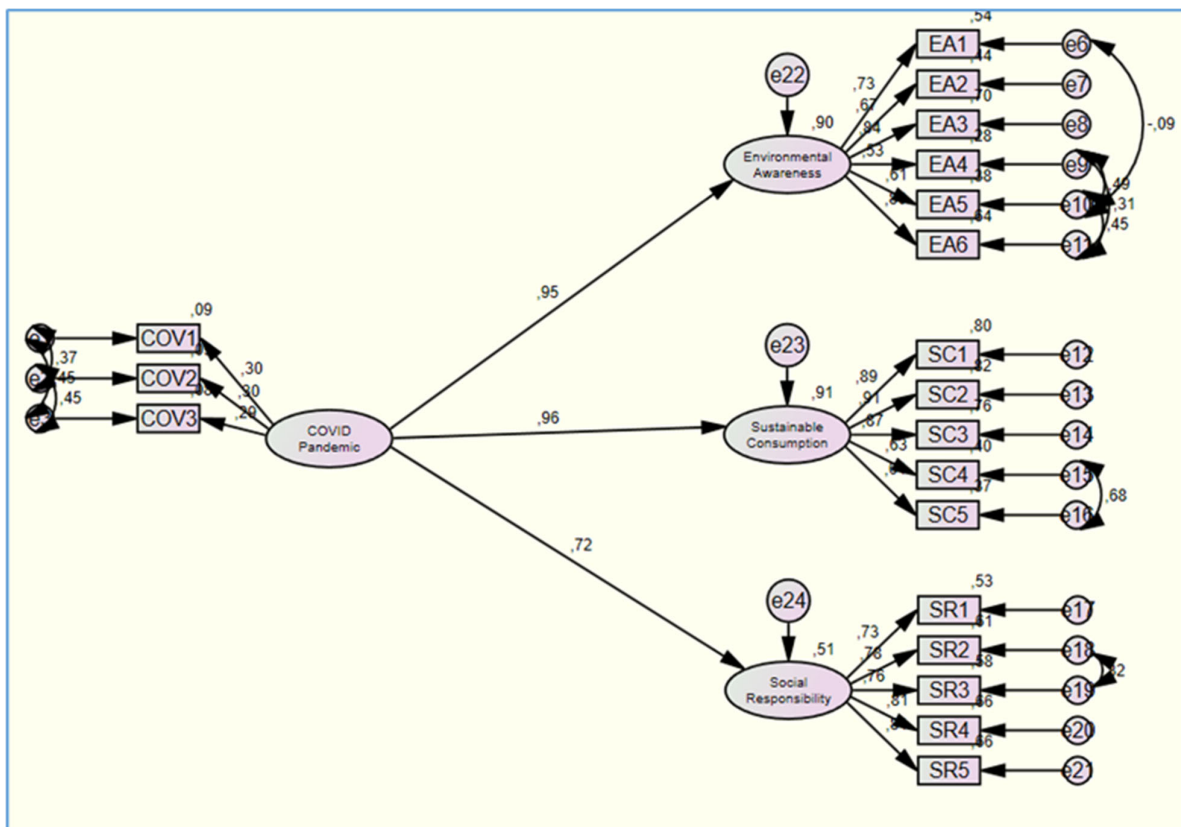 ,54
EA1
e6
,44
,73
e22
EA2
e7
,67
,70
,90
,84
EA3
e8
-,09
,28
,53
Environmental
Awareness
EA4
e9
,38
,49
,61
EA5
e10
,31
,64
,45
EA6
e11
,95
,09
COV1
,37
,30
COV2
,45
,30
,45
COV3
,29
COVID
Pandemic
,96
,80
e23
SC1
e12
,82
,89
SC2
e13
,91
,91
,76
,87
Sustainable
Consumption
SC3
e14
,40
,63
SC4
e15
,37
,68
SC5
e16
,72
,53
e24
SR1
e17
,61
,73
SR2
e18
,51
,78
,58
,76
Social
Responsibility
SR3
e19
,66
,81
SR4
e20
,66
SR5
e21